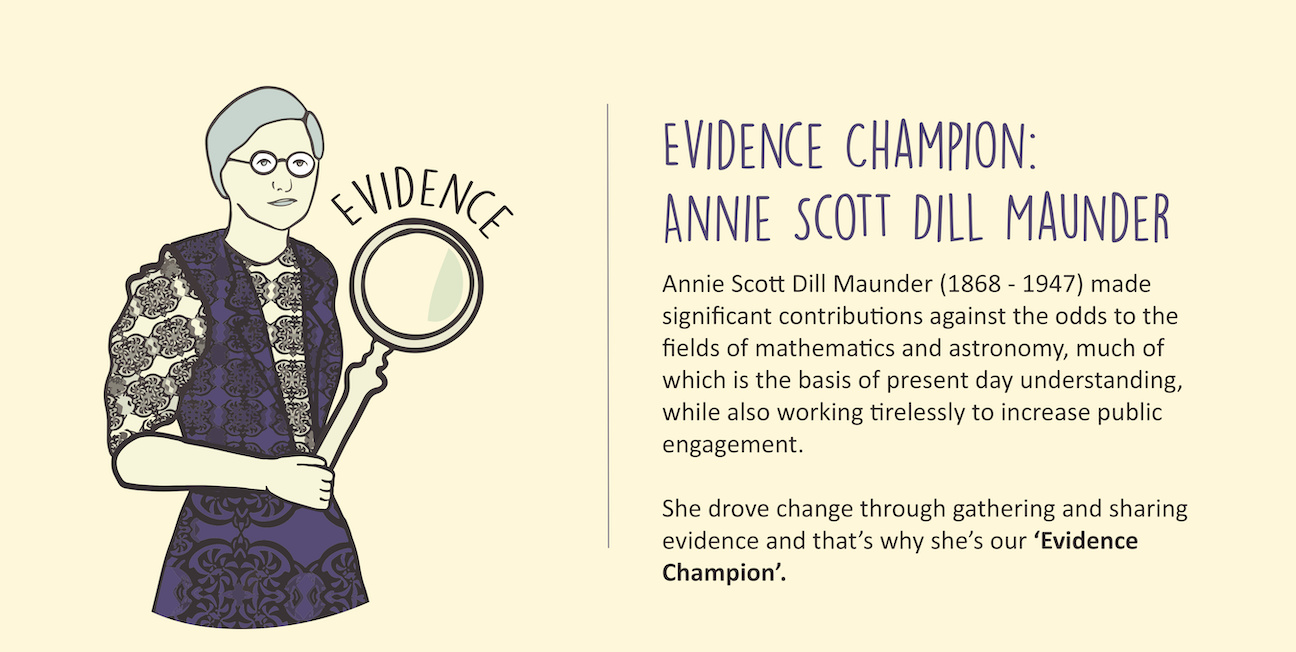 EVIDENCE
EVIDENCE CHAMPION:
ANNIE SCOTT DILL MAUNDER
Annie Scott Dill Maunder (1868 - 1947) made
significant contributions against the odds to the
fields of mathematics and astronomy, much of
which is the basis of present day understanding,
while also working tirelessly to increase public
engagement.
She drove change through gathering and sharing
evidence and that's why she's our ‘Evidence
Champion’.